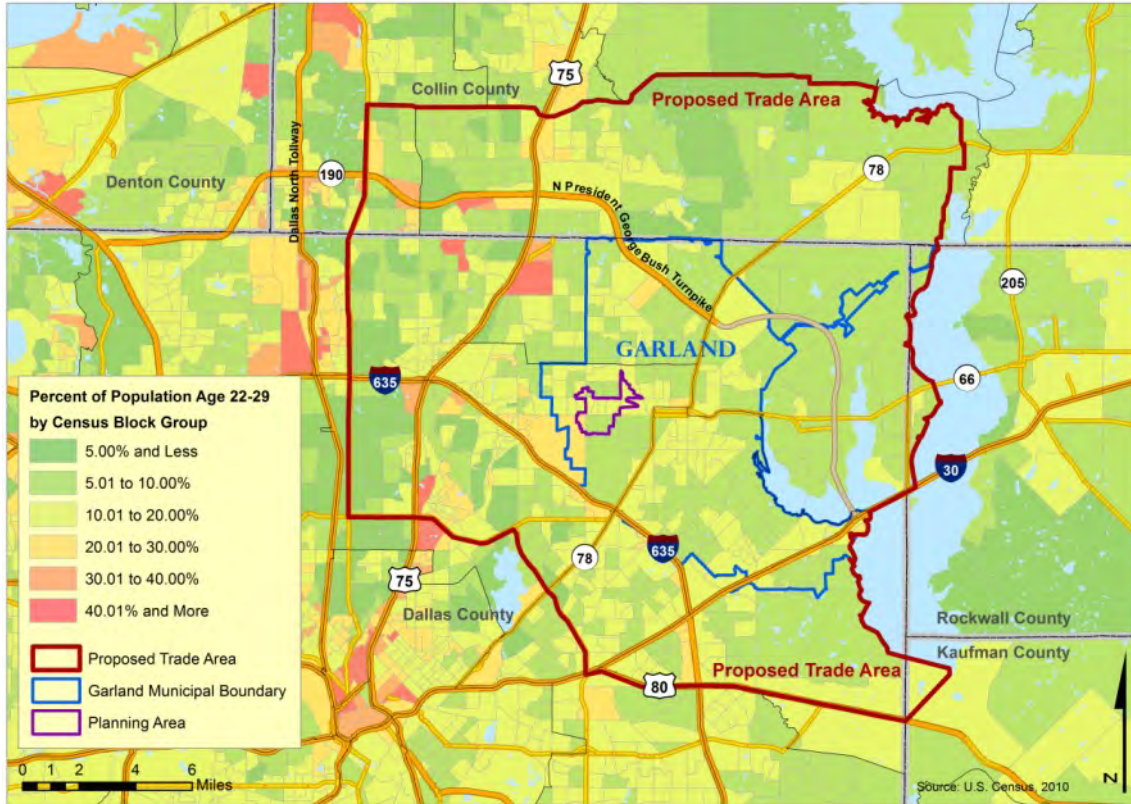 75
Collin County
Proposed Trade Area
78
Denton County
190
Dallas North Tollway
N President George Bush Turnpike
205
GARLAND
635
66
30
Percent of Population Age 22-29
by Census Block Group
5.00% and Less
5.01 to 10.00%
10.01 to 20.00%
20.01 to 30.00%
30.01 to 40.00%
40.01% and More
Proposed Trade Area
Garland Municipal Boundary
Planning Area
78
635
75
Dallas County
Rockwall County
Kaufman County
Proposed Trade Area
80
0 1 2 4 6
Miles
N
Source: U.S. Census, 2010